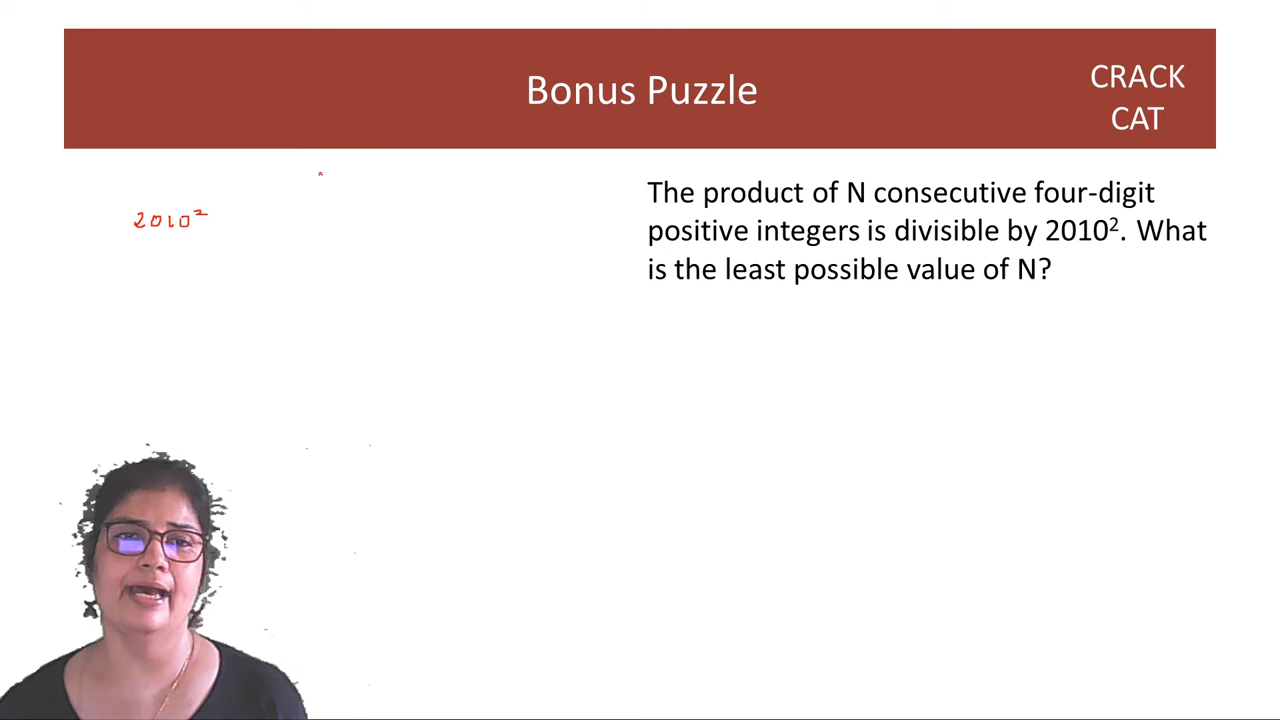 Bonus Puzzle
CRACK
CAT
2010²
The product of N consecutive four-digit
positive integers is divisible by 2010². What
is the least possible value of N?